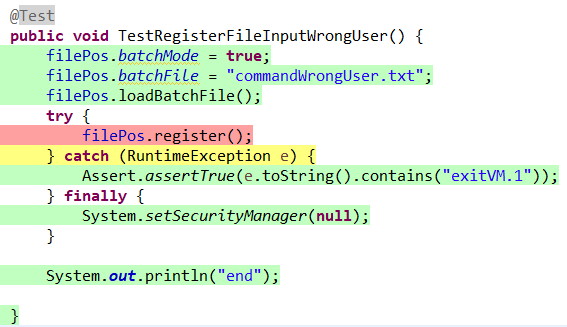 @Test
public void TestRegisterFileInputWrongUser() {
filePos.batchMode = true;
filePos.batchFile = "commandWrongUser.txt";
filePos.loadBatchFile();
try {
filePos.register();
} catch (RuntimeException e) {
Assert.assertTrue(e.toString().contains("exitVM.1"));
} finally {
System.setSecurityManager(null);
}
System.out.println("end");
}